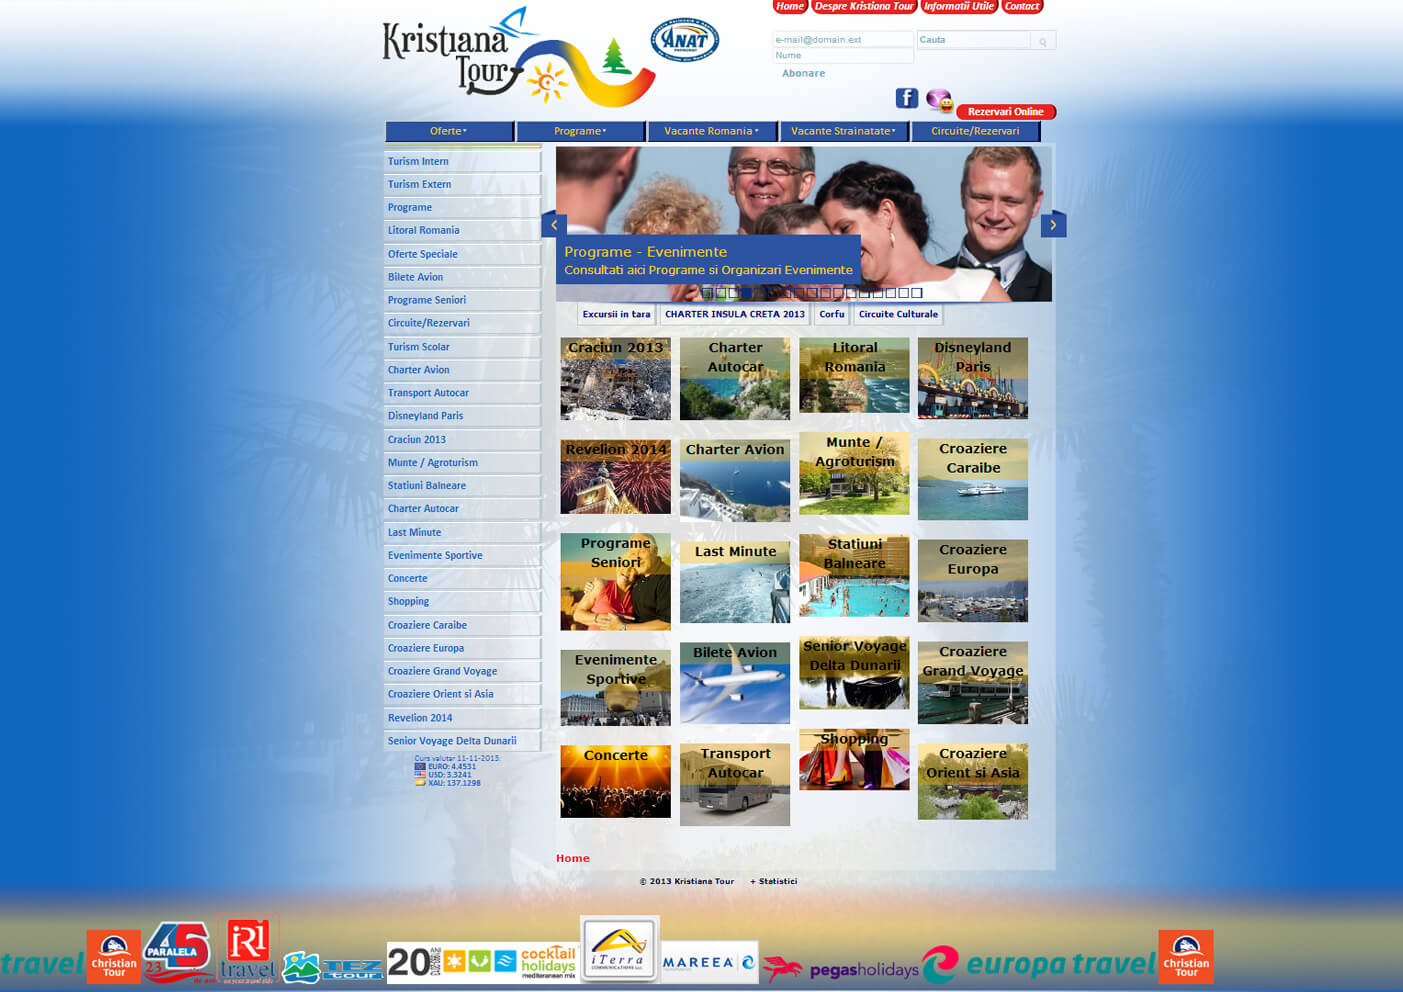 Kristiana
Tour
ANAT
Home
Despre Kristiana Tour
Informatii Utile
Contact
e-mail@domain.ext
Nume
Abonare
Cauta
Rezervari Online
Oferte
Programe
Vacante Romania
Vacante Strainatate
Circuite/Rezervari
Turism Intern
Turism Extern
Programe
Litoral Romania
Oferte Speciale
Bilete Avion
Programe Seniori
Circuite/Rezervari
Turism Scolar
Charter Avion
Transport Autocar
Disneyland Paris
Craciun 2013
Munte / Agroturism
Statiuni Balneare
Charter Autocar
Last Minute
Evenimente Sportive
Concerte
Shopping
Croaziere Caraibe
Croaziere Europa
Croaziere Grand Voyage
Croaziere Orient si Asia
Revelion 2014
Senior Voyage Delta Dunarii
EURO: 4.4531
USD: 3.3241
XAU: 137.1298
Programe - Evenimente
Consultati aici Programe si Organizari Evenimente
Excursii in tara
CHARTER INSULA CRETA 2013
Corfu
Circuite Culturale
Craciun 2013
Charter
Autocar
Litoral
Romania
Disneyland
Paris
Revelion 2014
Charter Avion
Munte /
Agroturism
Croaziere
Caraibe
Programe
Seniori
Last Minute
Statiuni
Balneare
Croaziere
Europa
Evenimente
Sportive
Bilete Avion
Senior Voyage
Delta Dunarii
Croaziere
Grand Voyage
Concerte
Transport
Autocar
Shopping
Croaziere
Orient si Asia
Home
© 2013 Kristiana Tour
+ Statistici
travel
Christian
Tour
PARALELA
45
23
travel
TEZ
TOUR
20
ANI
cocktail
holidays
mediterranean mix
iTerra
COMMUNICATIONS LLC.
MAREEA
pegasholidays
europa travel
Christian
Tour